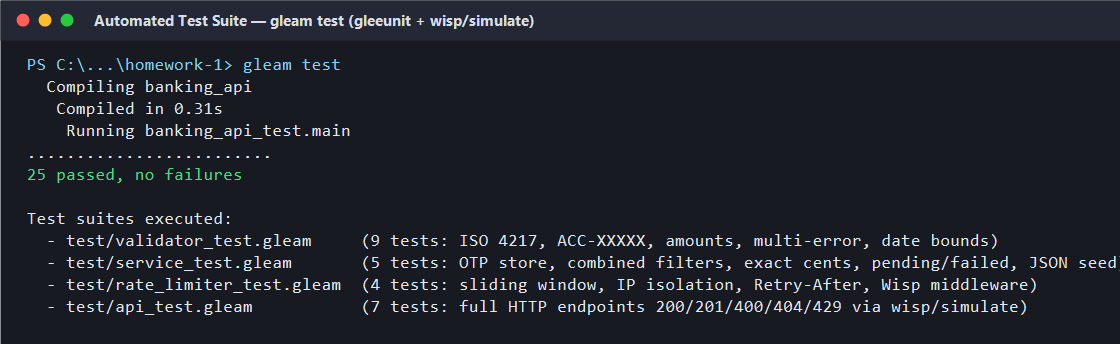 Automated Test Suite — gleam test (gleeunit + wisp/simulate)
PS C:\...\homework-1> gleam test
Compiling banking_api
Compiled in 0.31s
Running banking_api_test.main
.........................
25 passed, no failures
Test suites executed:
- test/validator_test.gleam (9 tests: ISO 4217, ACC-XXXXX, amounts, multi-error, date bounds)
- test/service_test.gleam (5 tests: OTP store, combined filters, exact cents, pending/failed, JSON seed)
- test/rate_limiter_test.gleam (4 tests: sliding window, IP isolation, Retry-After, Wisp middleware)
- test/api_test.gleam (7 tests: full HTTP endpoints 200/201/400/404/429 via wisp/simulate)